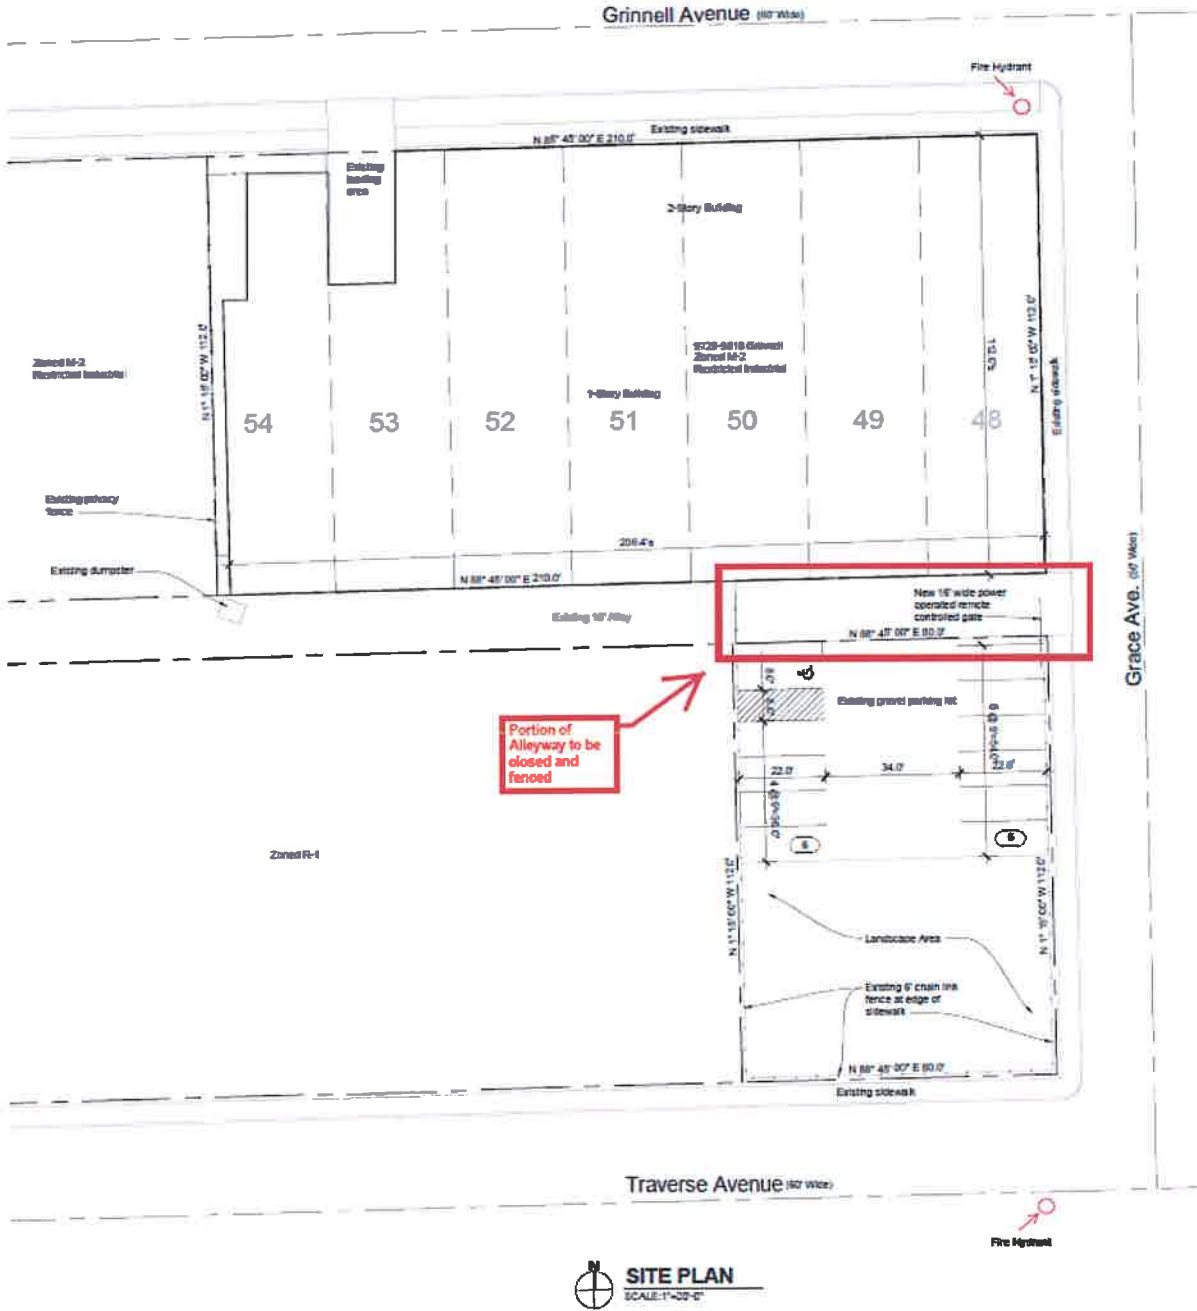 Grinnell Avenue (60' Wide)
Fire Hydrant
Existing sidewalk
N 88° 45' 00" E 210.0'
Existing
loading
area
2-Story Building
N 1° 15' 00" W 112.0'
N 1° 15' 00" W 112.0'
112.0'±
Zoned M-2
Restricted Industrial
Grinnell
Zoned M-2
Restricted Industrial
1-Story Building
54
53
52
51
50
49
48
Existing sidewalk
Existing privacy
fence
206.4'±
Existing dumpster
N 88° 45' 00" E 210.0'
New 16' wide power
operated remote
controlled gate
Existing 16' Alley
N 88° 45' 00" E 80.0'
Grace Ave.
Existing gravel parking lot
Portion of
Alleyway to be
closed and
fenced
22.0'
34.0'
22.0'
Zoned R-1
N 1° 15' 00" W 112.0'
N 1° 15' 00" W 112.0'
Landscape Area
Existing 6' chain link
fence at edge of
sidewalk
N 88° 45' 00" E 80.0'
Existing sidewalk
Traverse Avenue (60' Wide)
Fire Hydrant
N
SITE PLAN
SCALE: 1"=20'-0"